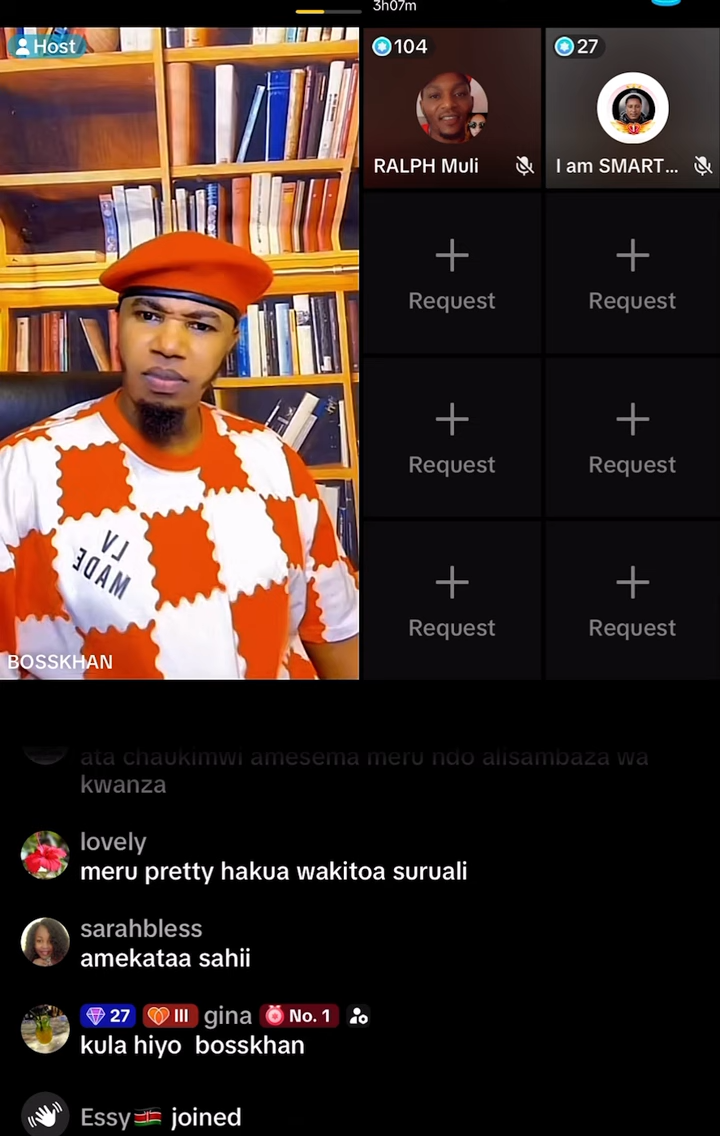 3h07m
Host
104
27
RALPH Muli
I am SMART...
Request
Request
Request
Request
Request
Request
LV
MADE
BOSSKHAN
ata chaukimwi amesema meru ndo alisambaza wa
kwanza
lovely
meru pretty hakua wakitoa suruali
sarahbless
amekataa sahii
27 III gina No. 1
kula hiyo bosskhan
Essy joined